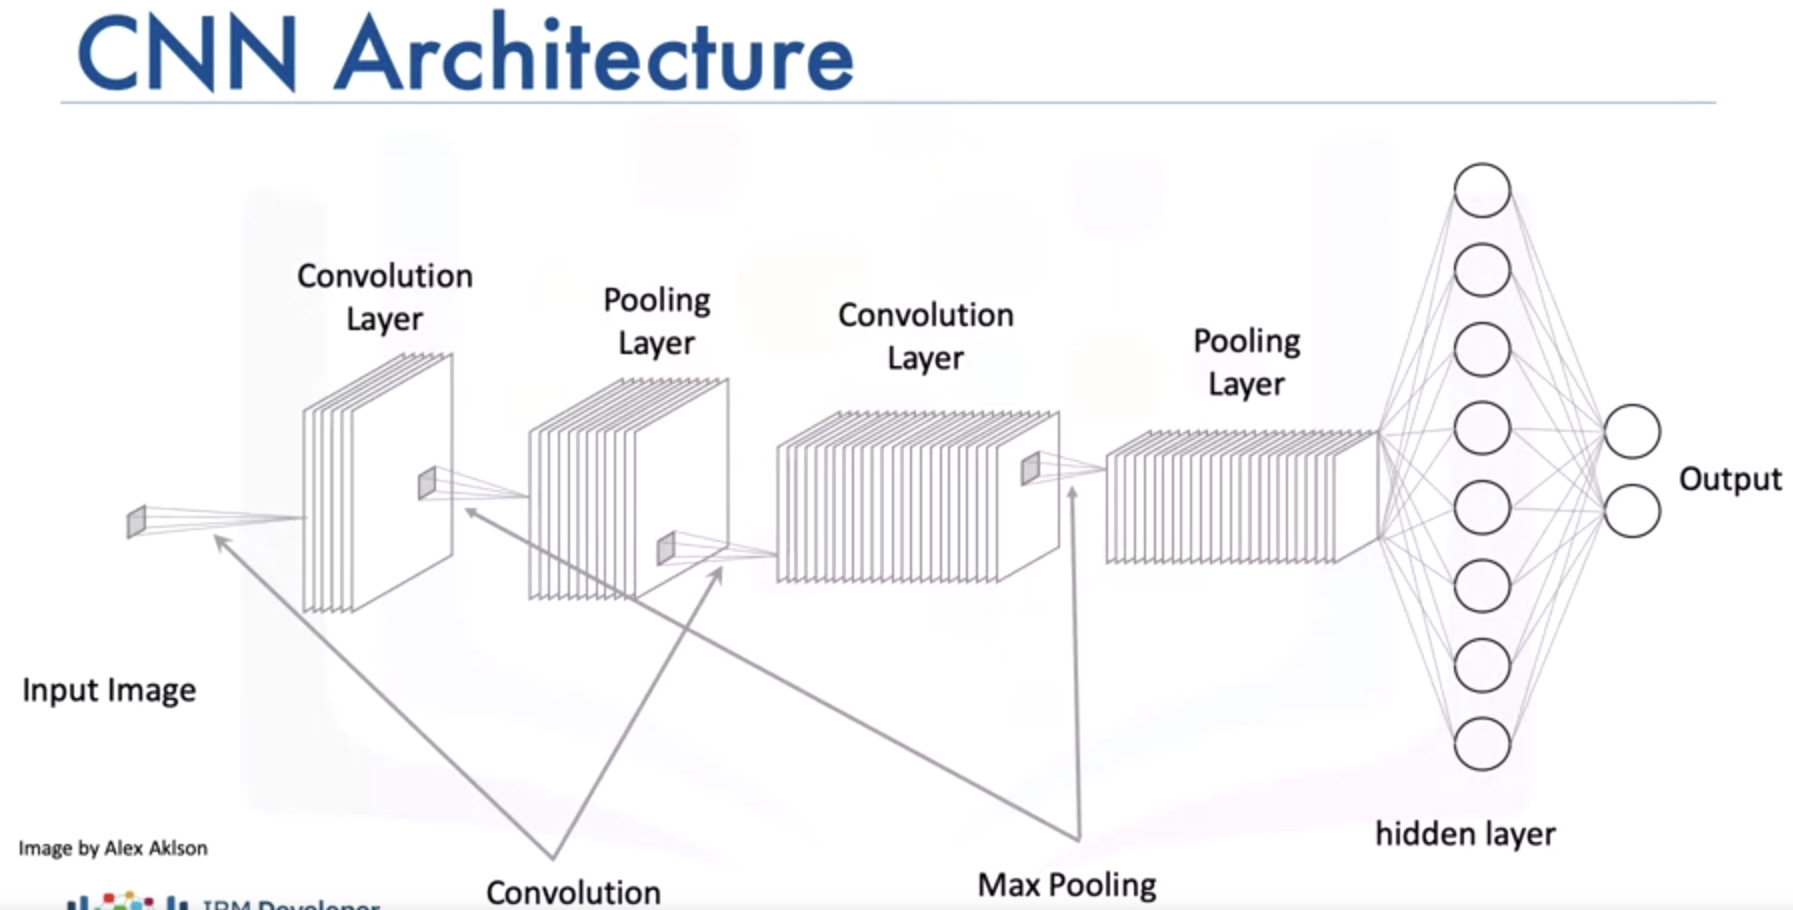 CNN Architecture
Convolution
Layer
Pooling
Layer
Convolution
Layer
Pooling
Layer
Output
Input Image
hidden layer
Image by Alex Aklson
Convolution
Max Pooling
IBM Developer